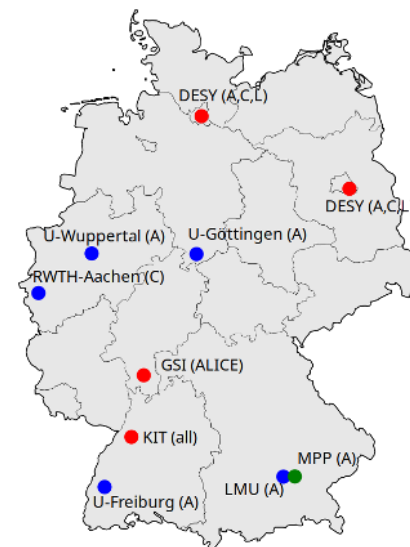 DESY (A,C,L)
DESY (A,C,L
U-Wuppertal (A)
U-Göttingen (A)
RWTH-Aachen (C)
GSI (ALICE)
KIT (all)
MPP (A)
LMU (A)
U-Freiburg (A)